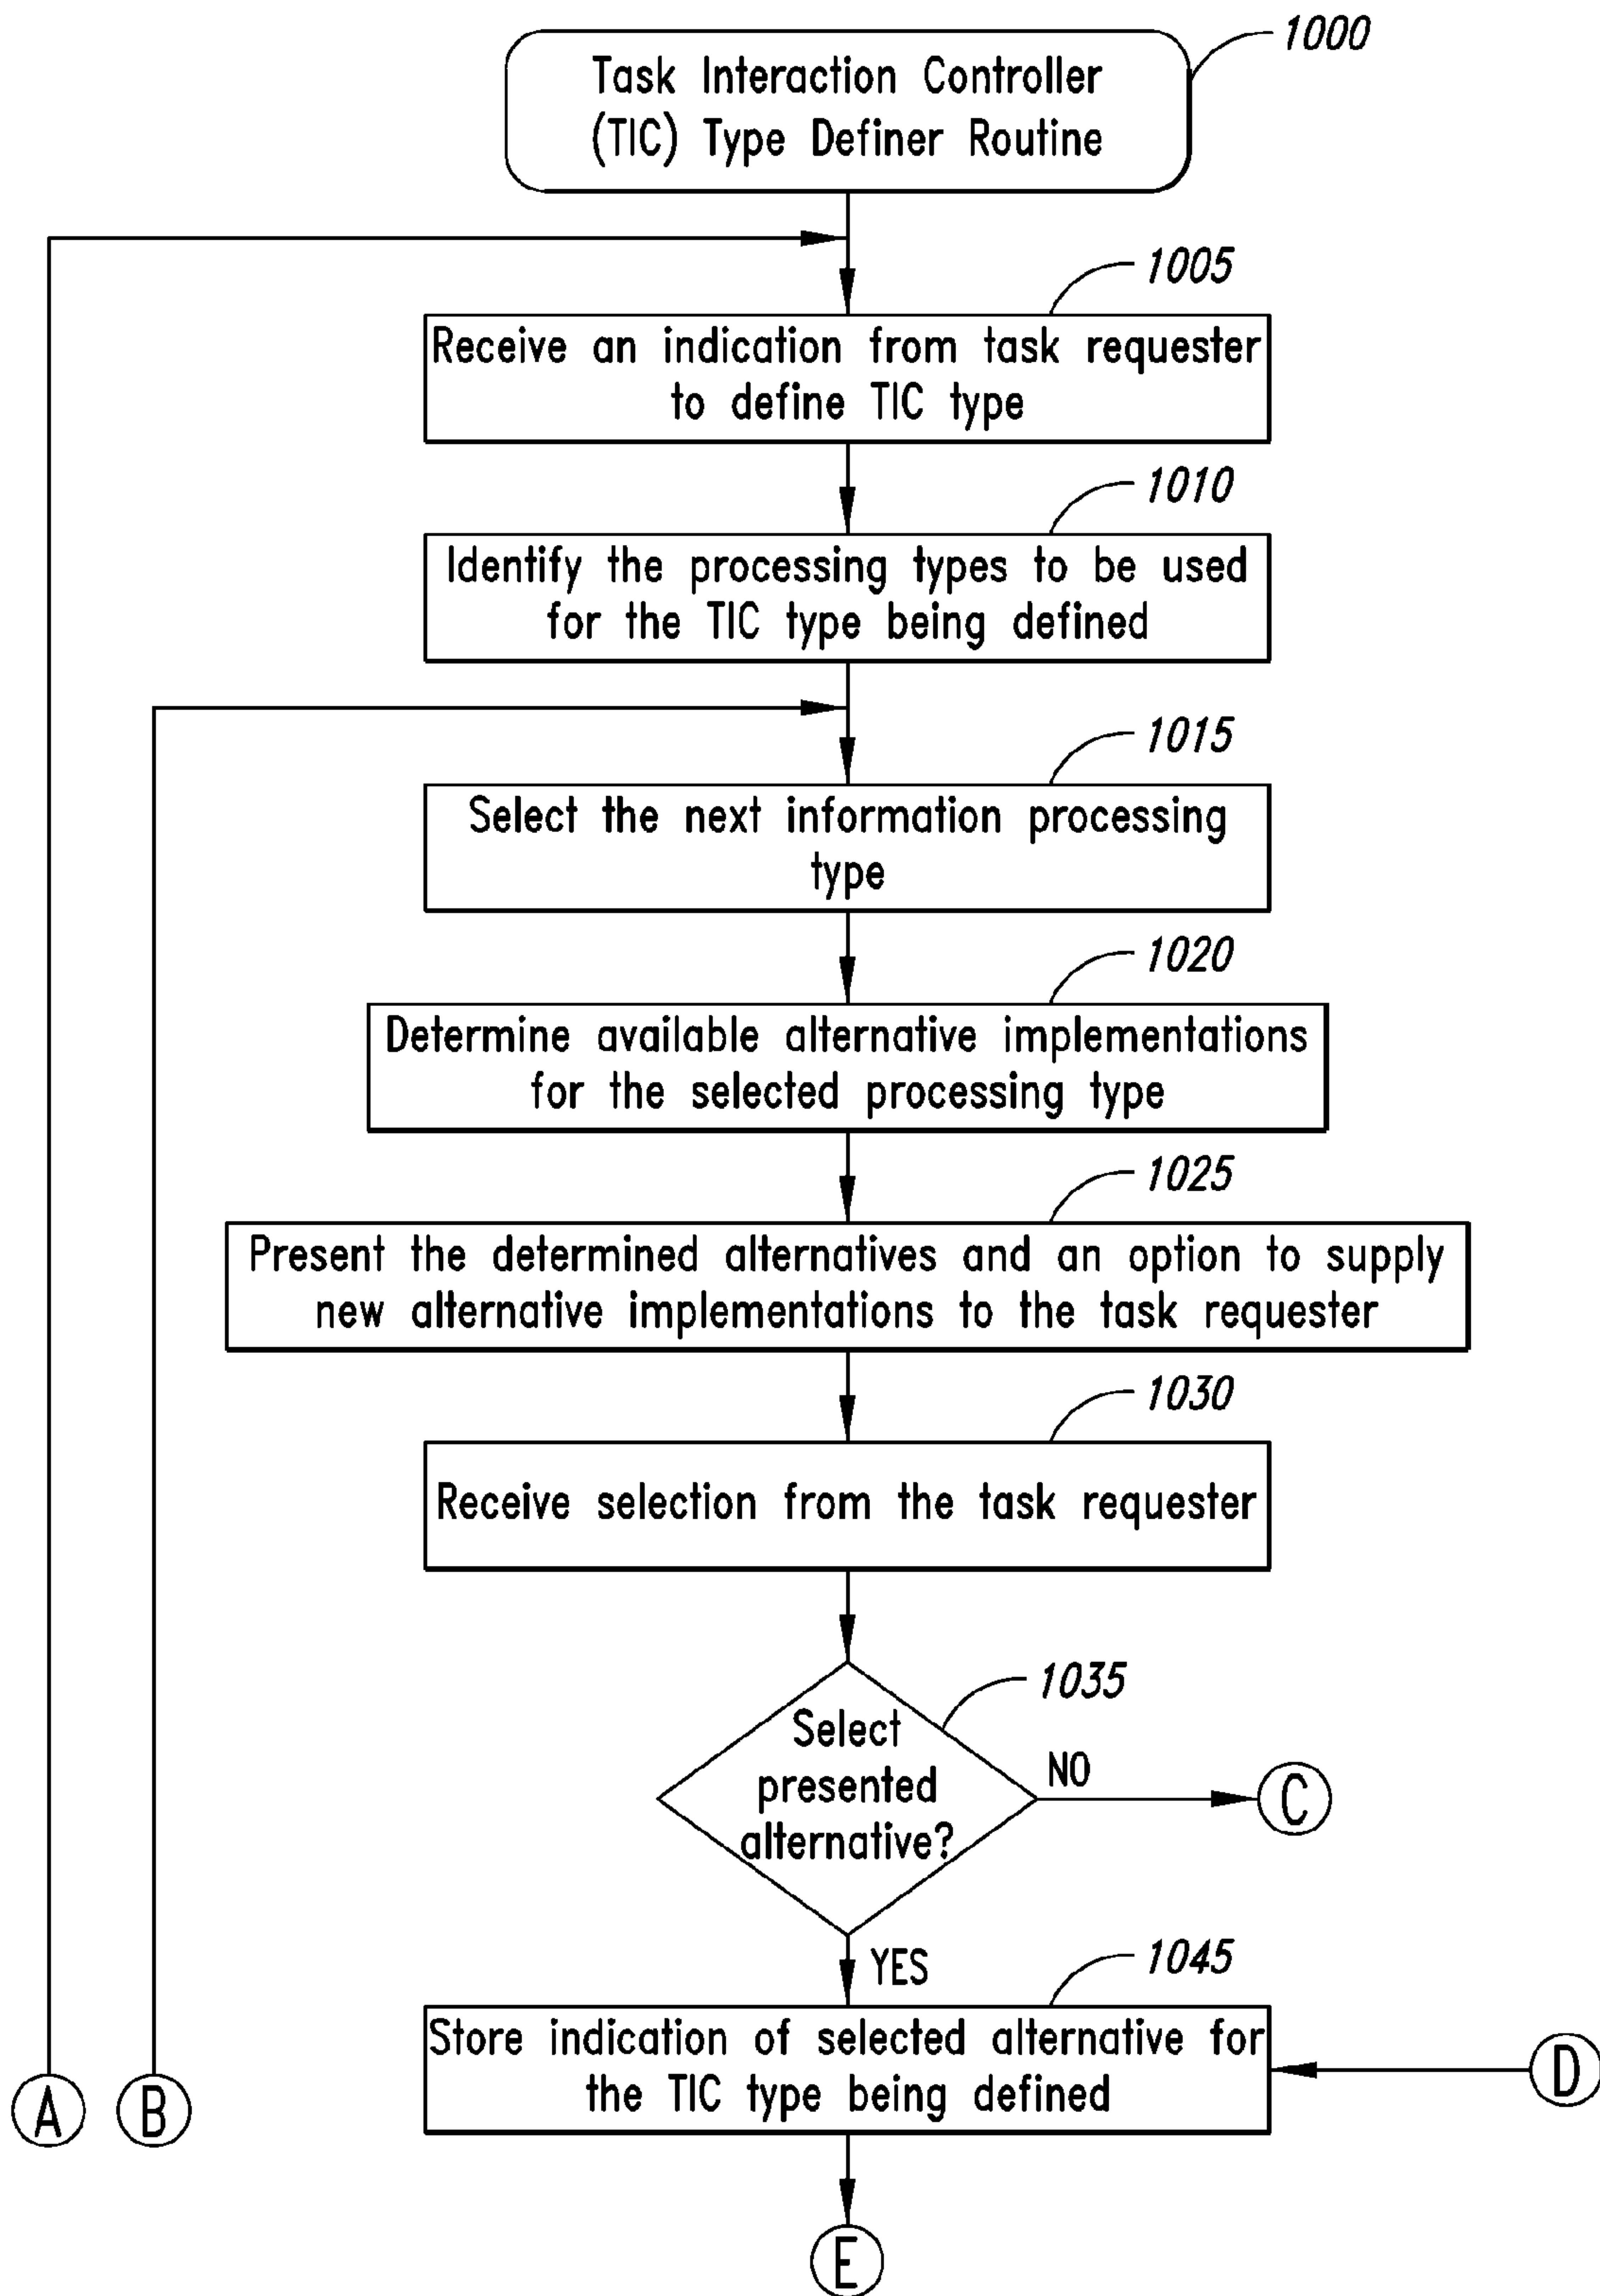 1000
Task Interaction Controller
(TIC) Type Definer Routine
1005
Receive an indication from task requester
to define TIC type
1010
Identify the processing types to be used
for the TIC type being defined
1015
Select the next information processing
type
1020
Determine available alternative implementations
for the selected processing type
1025
Present the determined alternatives and an option to supply
new alternative implementations to the task requester
1030
Receive selection from the task requester
1035
Select
presented
alternative?
NO
C
YES
1045
Store indication of selected alternative for
the TIC type being defined
D
A
B
E